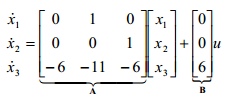 ẋ₁ [ 0 1 0 ] [x₁] [0]
ẋ₂ = [ 0 0 1 ] [x₂] + [0] u
ẋ₃ [ −6 −11 −6 ] [x₃] [6]
A B